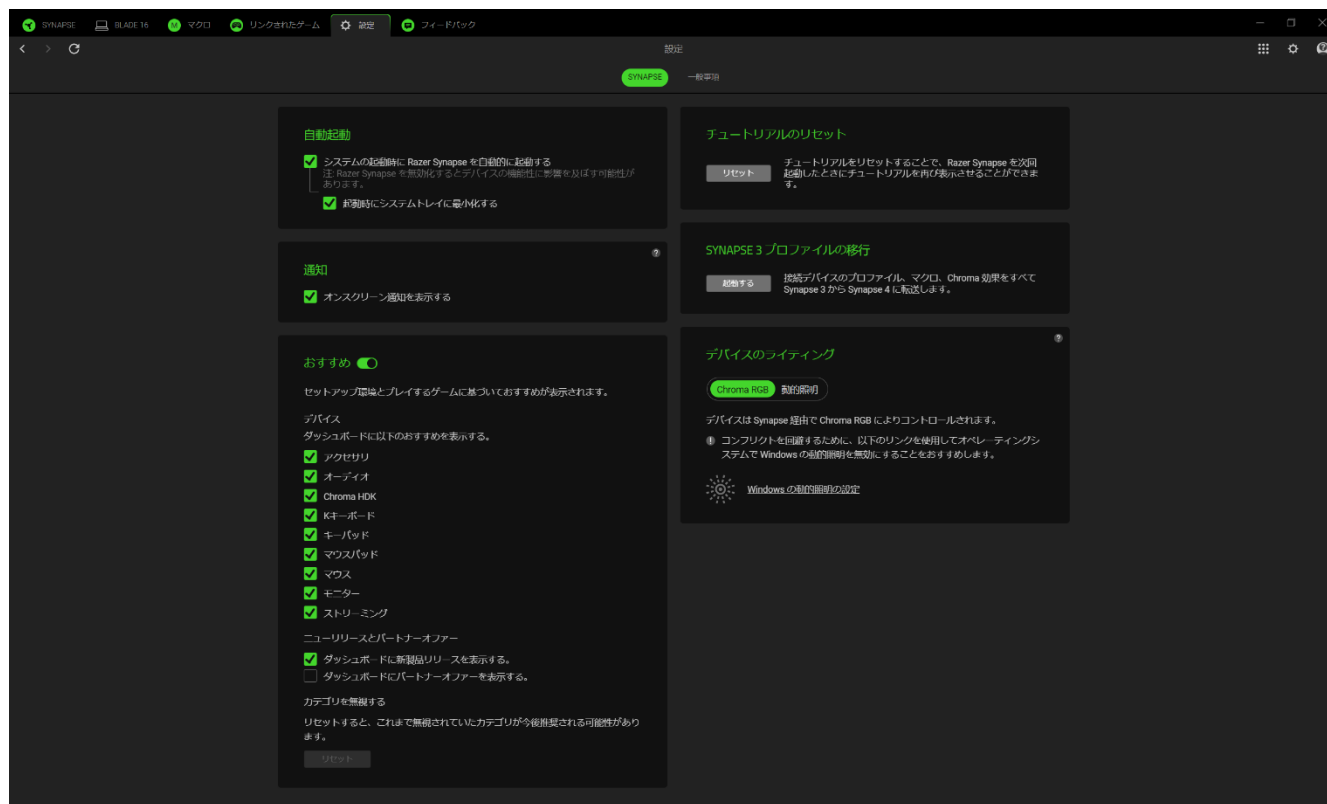 SYNAPSE BLADE 16 マクロ リンクされたゲーム 設定 フィードバック
設定
SYNAPSE 一般事項
自動起動
システムの起動時に Razer Synapse を自動的に起動する
注: Razer Synapse を無効化するとデバイスの機能性に影響を及ぼす可能性が
あります。
起動時にシステムトレイに最小化する
通知
オンスクリーン通知を表示する
おすすめ
セットアップ環境とプレイするゲームに基づいておすすめが表示されます。
デバイス
ダッシュボードに以下のおすすめを表示する。
アクセサリ
オーディオ
Chroma HDK
Kキーボード
キーパッド
マウスパッド
マウス
モニター
ストリーミング
ニューリリースとパートナーオファー
ダッシュボードに新製品リリースを表示する。
ダッシュボードにパートナーオファーを表示する。
カテゴリを無視する
リセットすると、これまで無視されていたカテゴリが今後推奨される可能性があり
ます。
リセット
チュートリアルのリセット
リセット
チュートリアルをリセットすることで、Razer Synapse を次回
起動したときにチュートリアルを再び表示させることができま
す。
SYNAPSE 3 プロファイルの移行
起動する
接続デバイスのプロファイル、マクロ、Chroma 効果をすべて
Synapse 3 から Synapse 4 に転送します。
デバイスのライティング
Chroma RGB 動的照明
デバイスは Synapse 経由で Chroma RGB によりコントロールされます。
コンフリクトを回避するために、以下のリンクを使用してオペレーティングシ
ステムで Windows の動的照明を無効にすることをおすすめします。
Windows の動的照明の設定